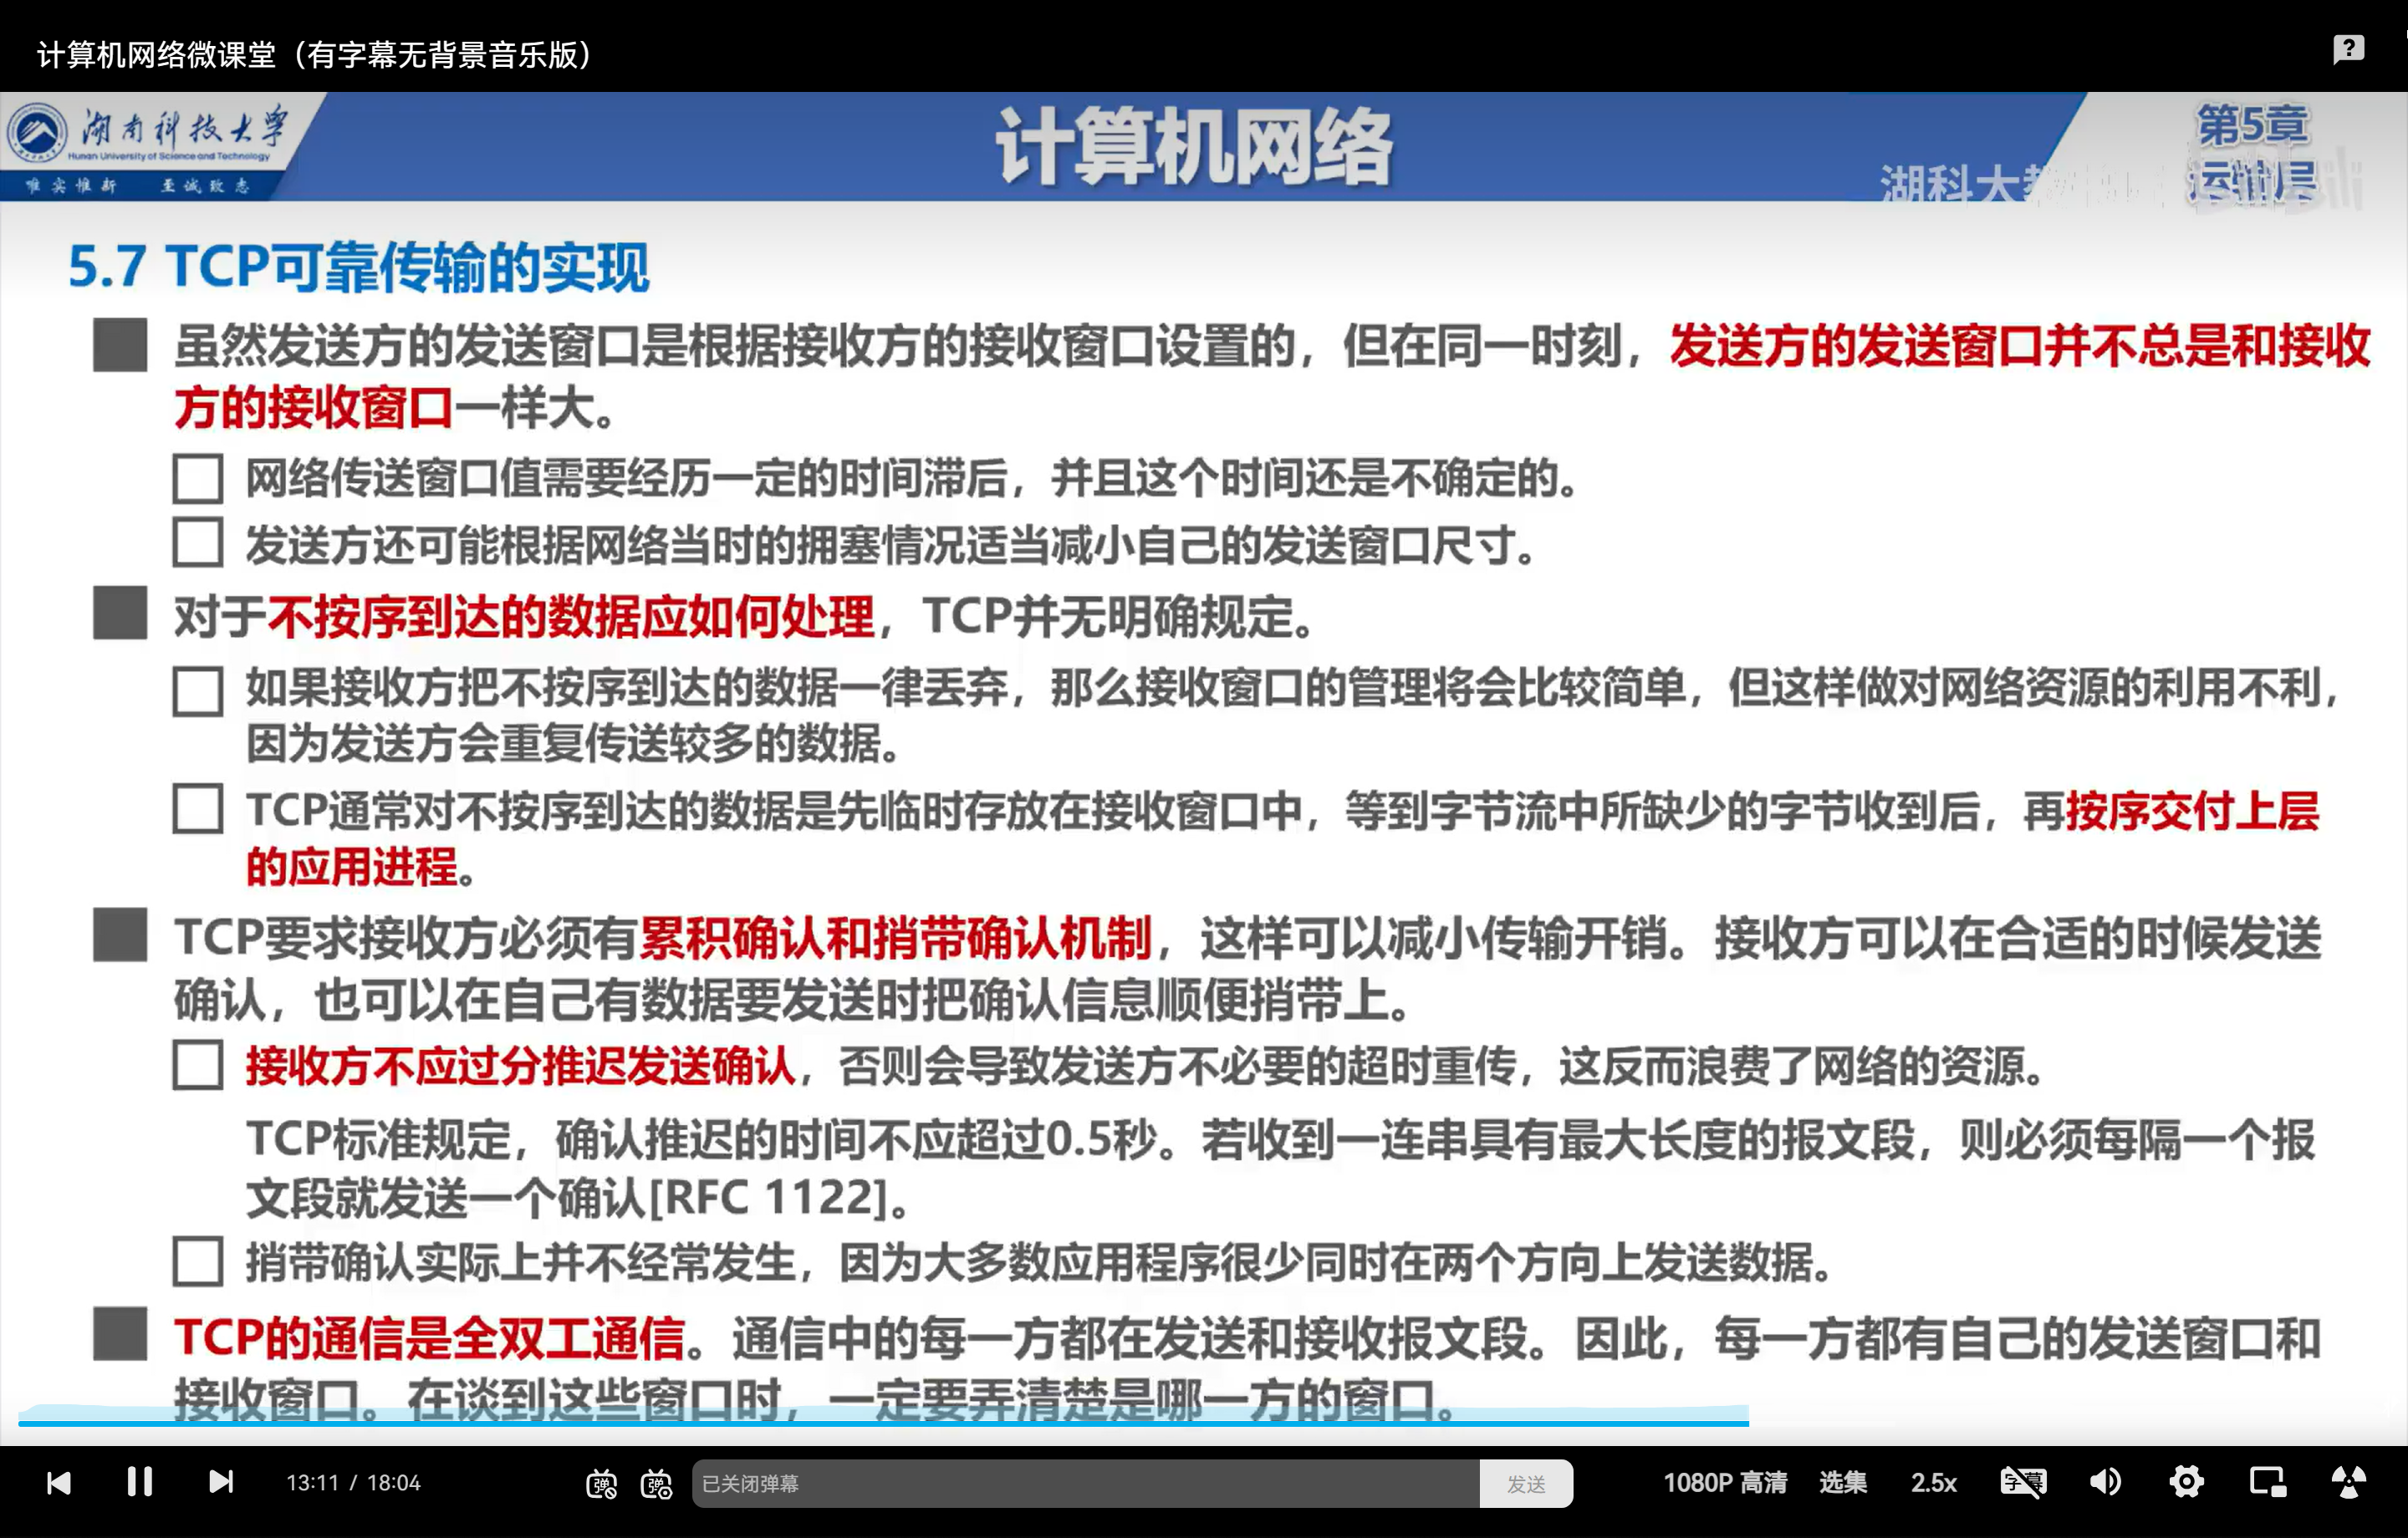 计算机网络微课堂（有字幕无背景音乐版）
湖南科技大学
Hunan University of Science and Technology
唯实惟新 至诚致志
计算机网络
第5章
湖科大教
运输层
5.7 TCP可靠传输的实现
虽然发送方的发送窗口是根据接收方的接收窗口设置的，但在同一时刻，发送方的发送窗口并不总是和接收
方的接收窗口一样大。
网络传送窗口值需要经历一定的时间滞后，并且这个时间还是不确定的。
发送方还可能根据网络当时的拥塞情况适当减小自己的发送窗口尺寸。
对于不按序到达的数据应如何处理，TCP并无明确规定。
如果接收方把不按序到达的数据一律丢弃，那么接收窗口的管理将会比较简单，但这样做对网络资源的利用不利，
因为发送方会重复传送较多的数据。
TCP通常对不按序到达的数据是先临时存放在接收窗口中，等到字节流中所缺少的字节收到后，再按序交付上层
的应用进程。
TCP要求接收方必须有累积确认和捎带确认机制，这样可以减小传输开销。接收方可以在合适的时候发送
确认，也可以在自己有数据要发送时把确认信息顺便捎带上。
接收方不应过分推迟发送确认，否则会导致发送方不必要的超时重传，这反而浪费了网络的资源。
TCP标准规定，确认推迟的时间不应超过0.5秒。若收到一连串具有最大长度的报文段，则必须每隔一个报
文段就发送一个确认[RFC 1122]。
捎带确认实际上并不经常发生，因为大多数应用程序很少同时在两个方向上发送数据。
TCP的通信是全双工通信。通信中的每一方都在发送和接收报文段。因此，每一方都有自己的发送窗口和
接收窗口。在谈到这些窗口时，一定要弄清楚是哪一方的窗口。
13:11 / 18:04 弹 弹 已关闭弹幕 发送 1080P 高清 选集 2.5x 字幕